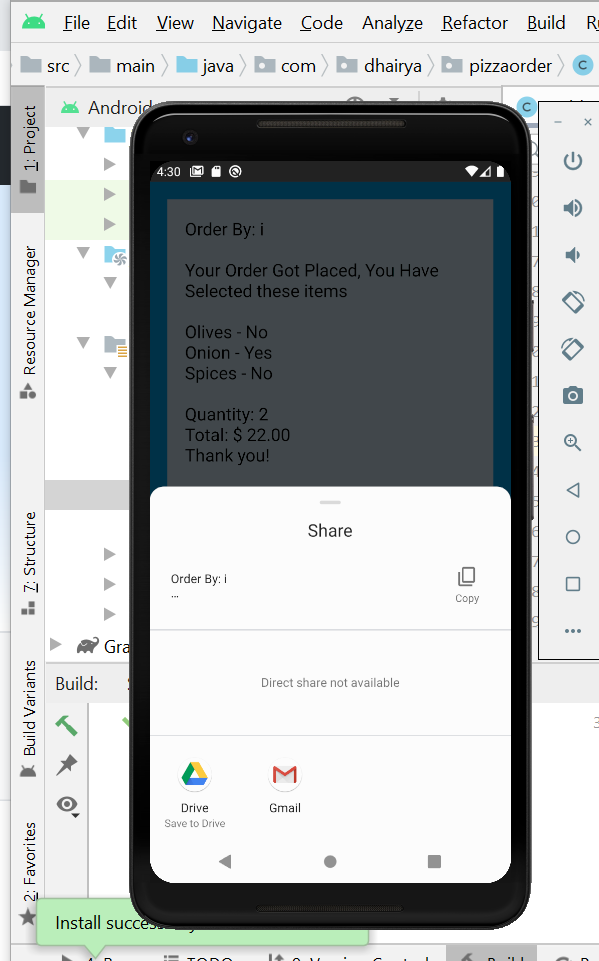 File Edit View Navigate Code Analyze Refactor Build
src main java com dhairya pizzaorder C
Android
1: Project
Resource Manager
7: Structure
Build Variants
2: Favorites
4:30
Order By: i
Your Order Got Placed, You Have
Selected these items
Olives - No
Onion - Yes
Spices - No
Quantity: 2
Total: $ 22.00
Thank you!
Share
Order By: i
...
Copy
Direct share not available
Drive
Save to Drive
Gmail
Build:
Install